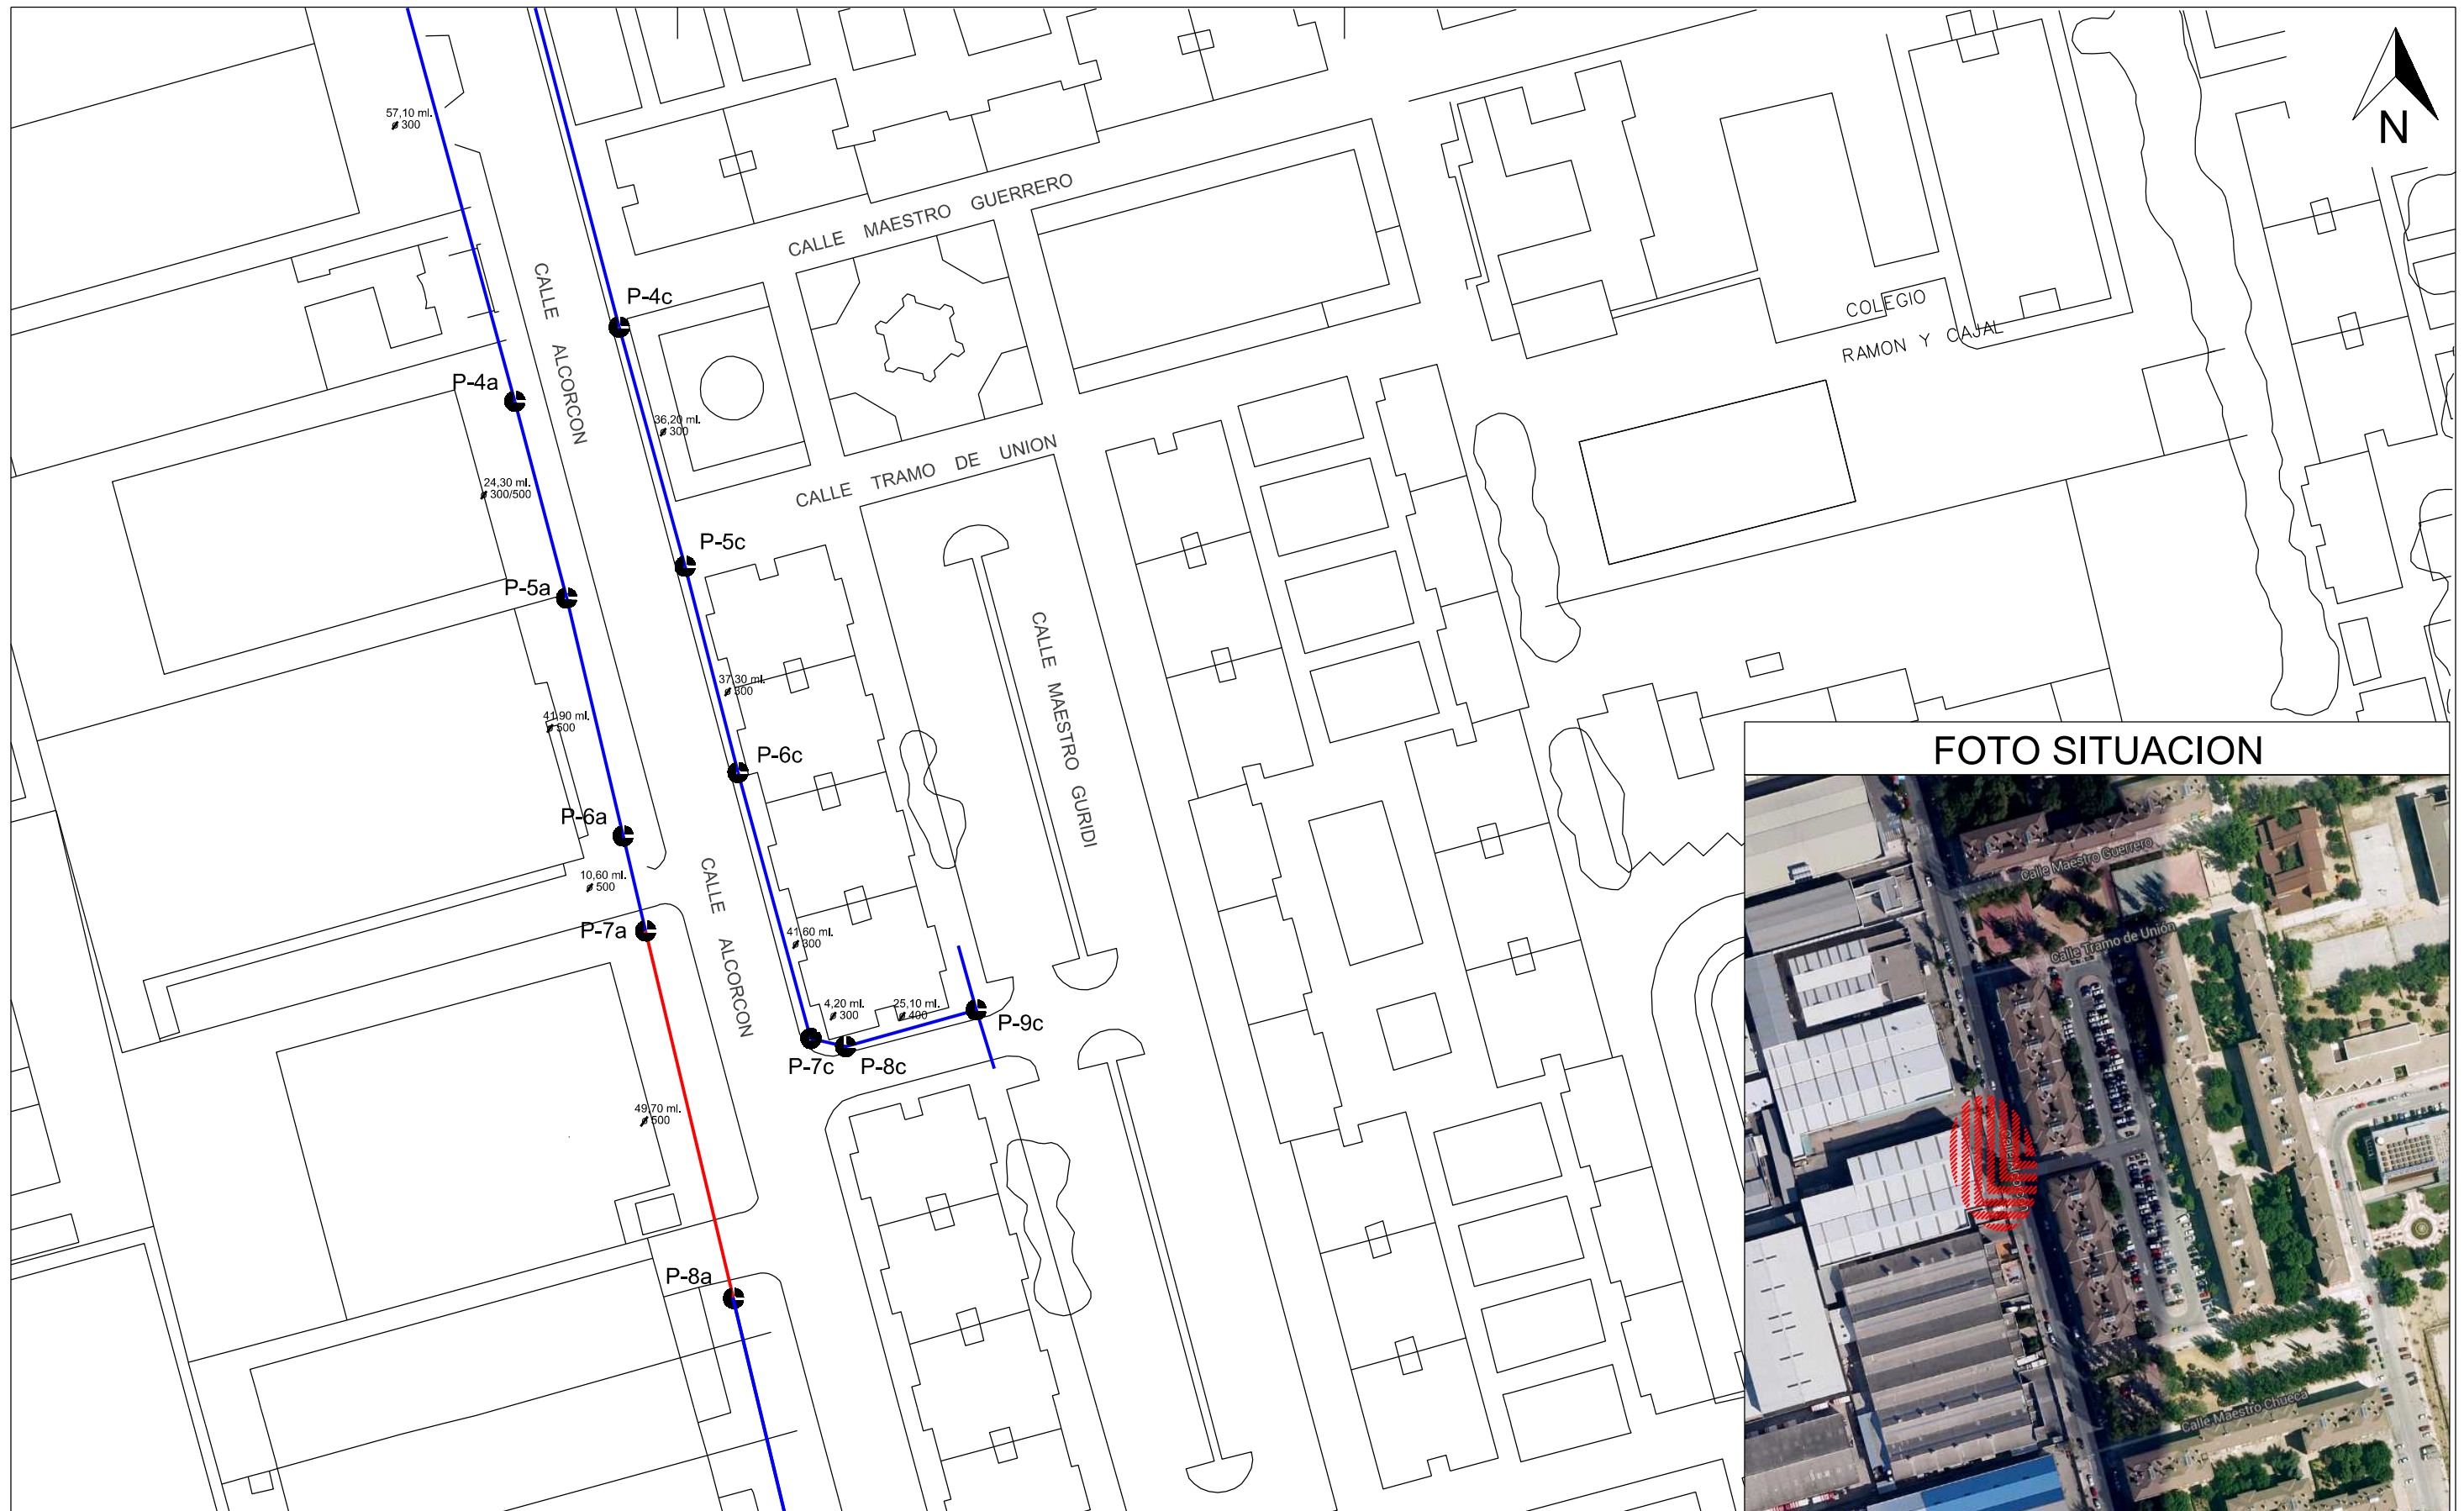 57,10 ml.
ø 300
N
CALLE MAESTRO GUERRERO
CALLE ALCORCON
P-4c
COLEGIO
RAMON Y CAJAL
P-4a
36,20 ml.
ø 300
CALLE TRAMO DE UNION
24,30 ml.
ø 300/500
P-5c
P-5a
CALLE MAESTRO GURIDI
37,30 ml.
ø 300
41,90 ml.
ø 500
P-6c
FOTO SITUACION
P-6a
10,60 ml.
ø 500
CALLE ALCORCON
P-7a
41,60 ml.
ø 300
4,20 ml.
ø 300
25,10 ml.
ø 400
P-9c
P-7c
P-8c
49,70 ml.
ø 500
P-8a
Calle Maestro Guerrero
Calle Tramo de Unión
Calle Maestro Chueca